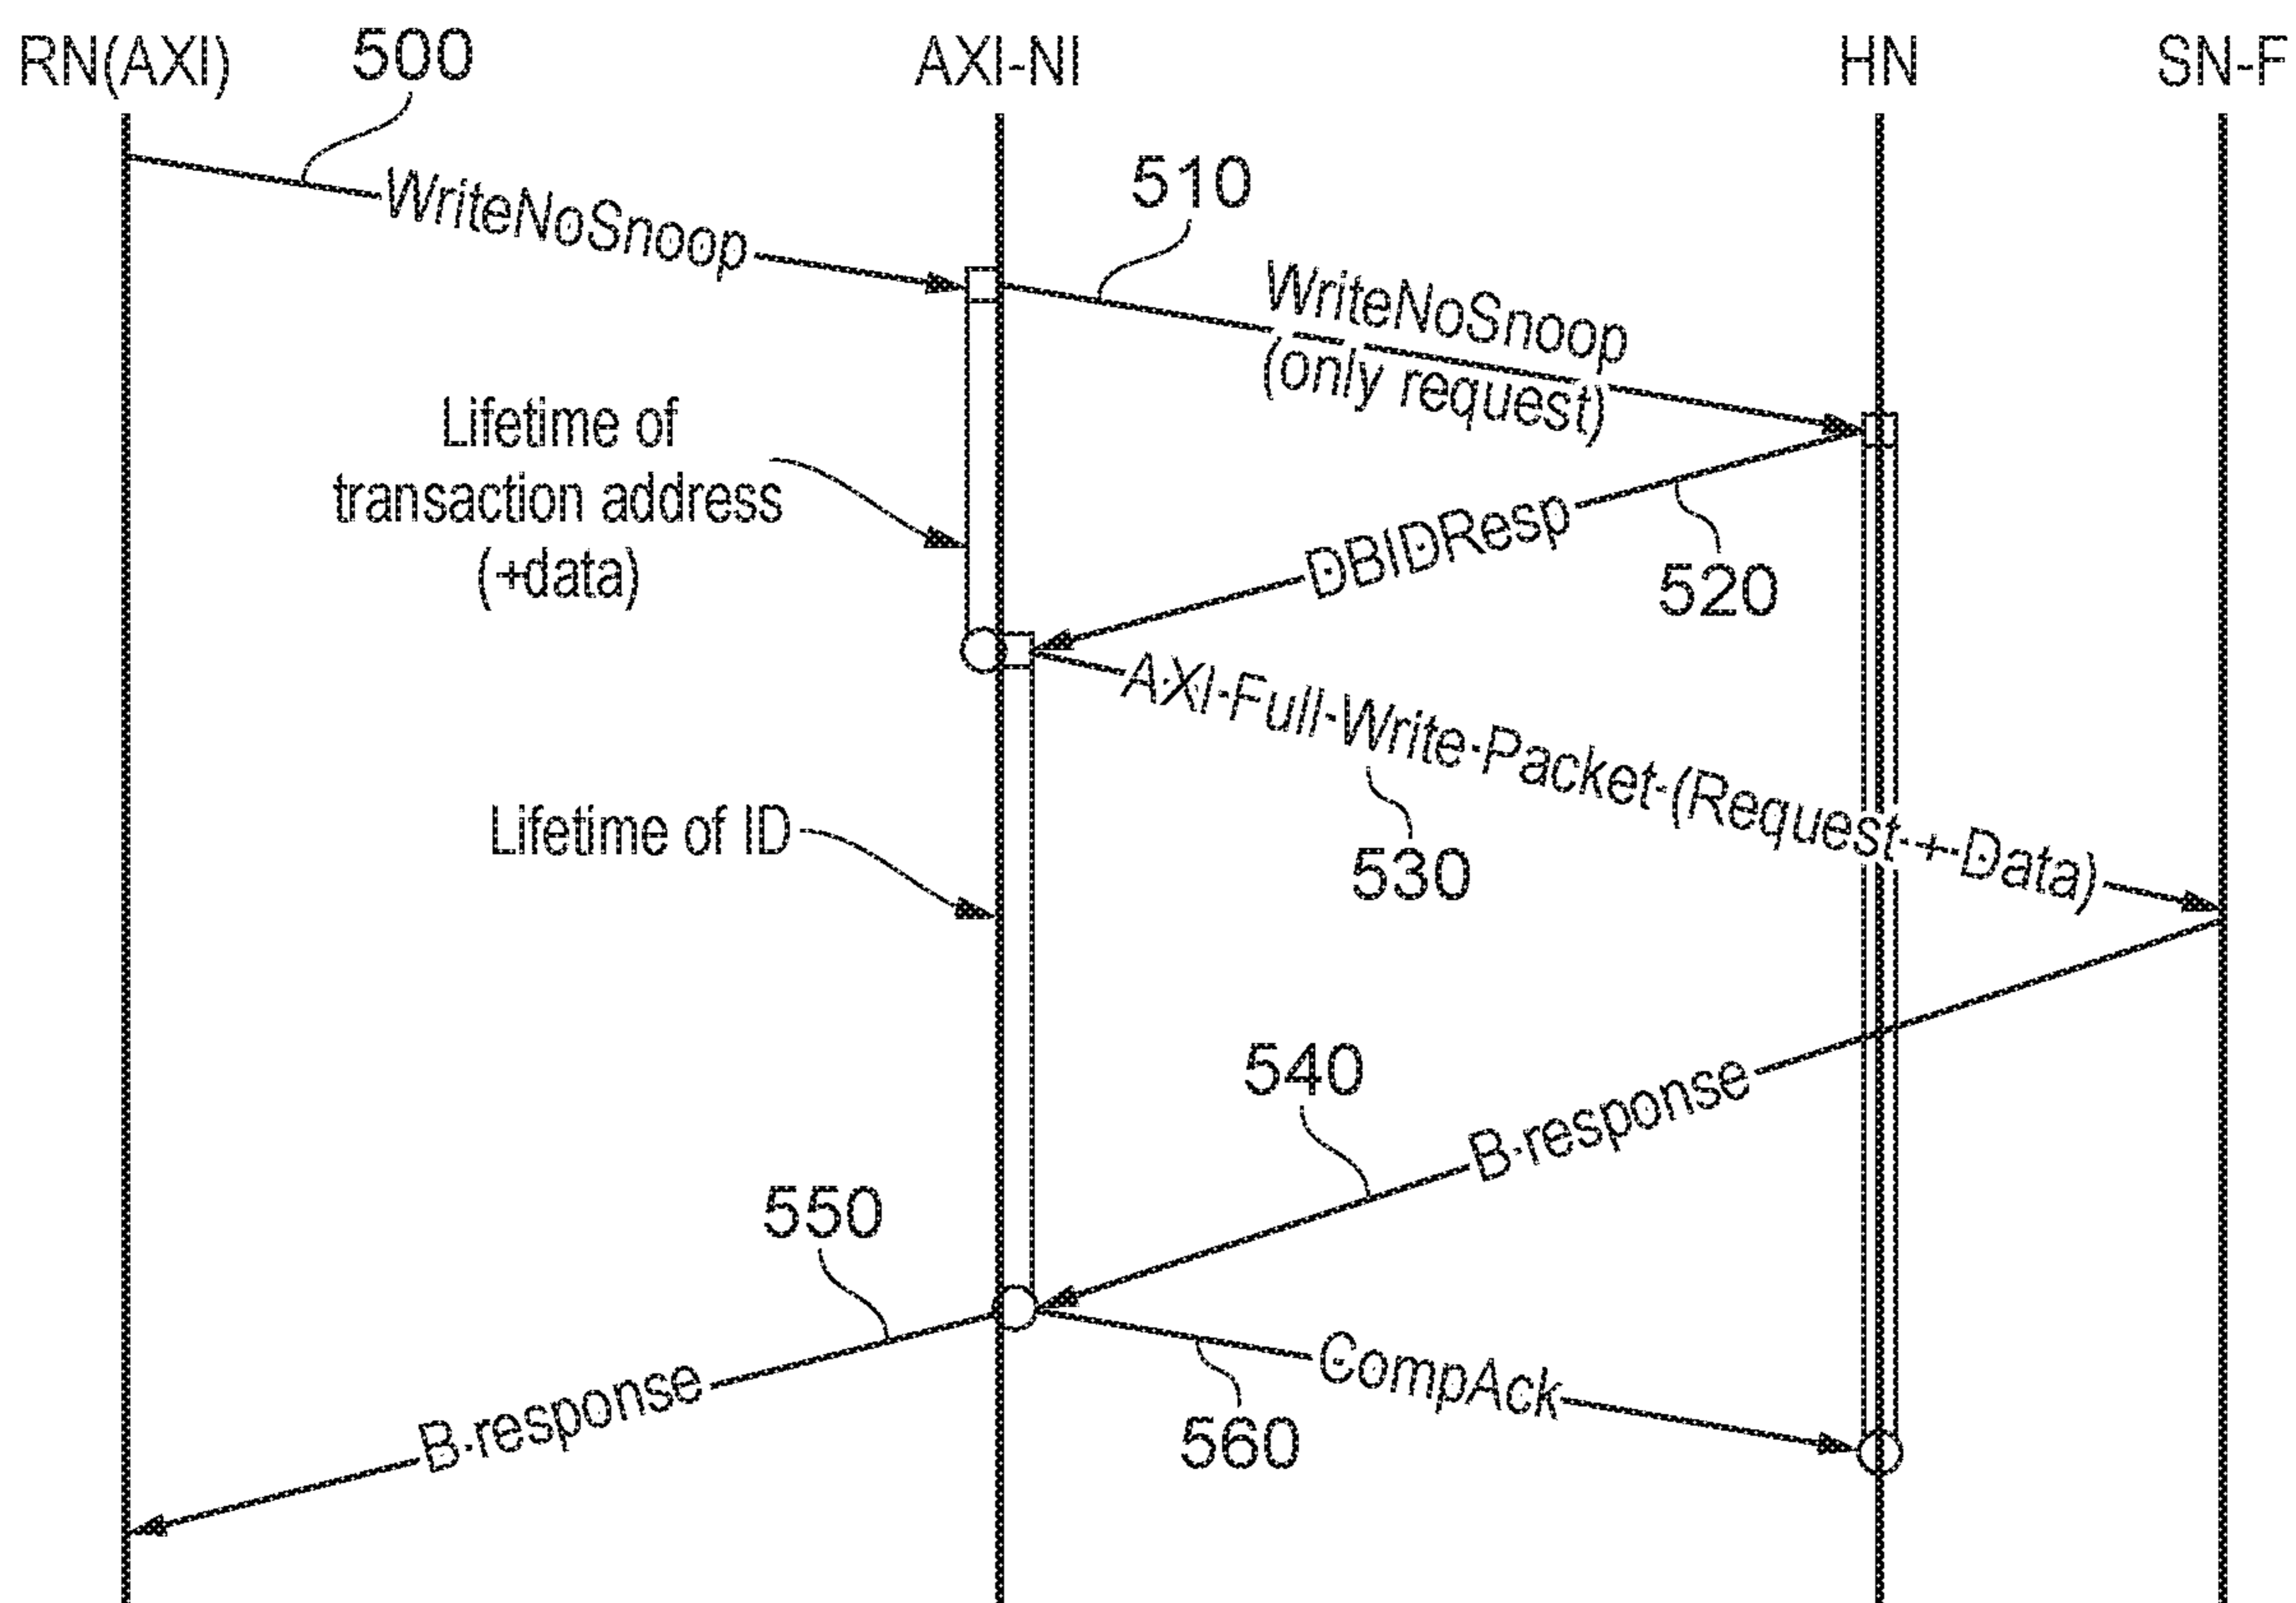 RN(AXI)
500
AXI-NI
HN
SN-F
WriteNoSnoop
510
WriteNoSnoop
(only request)
Lifetime of
transaction address
(+data)
DBIDResp
520
AXI-Full-Write-Packet-(Request-+-Data)
530
Lifetime of ID
540
B-response
550
B-response
CompAck
560